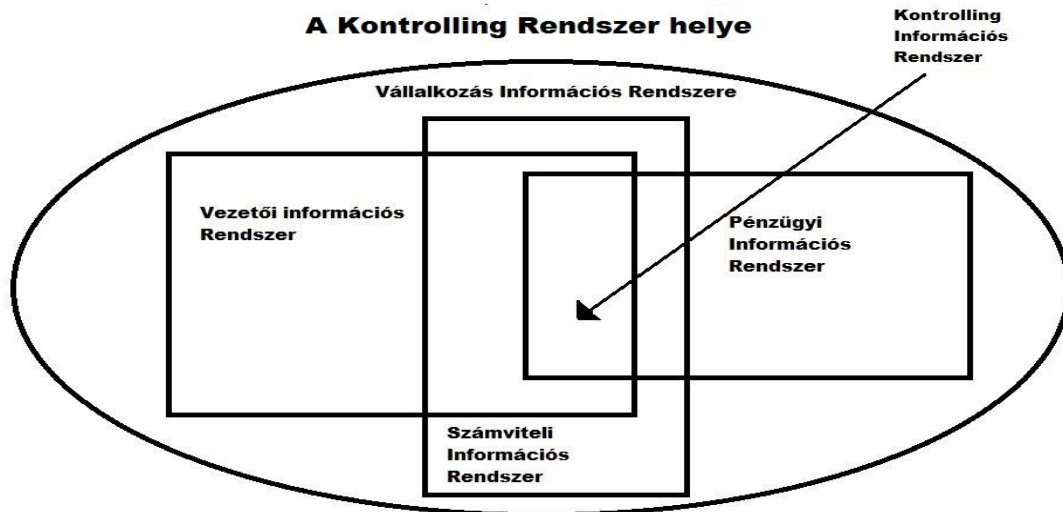 A Kontrolling Rendszer helye
Kontrolling
Információs
Rendszer
Vállalkozás Információs Rendszere
Vezetői információs
Rendszer
Pénzügyi
Információs
Rendszer
Számviteli
Információs
Rendszer